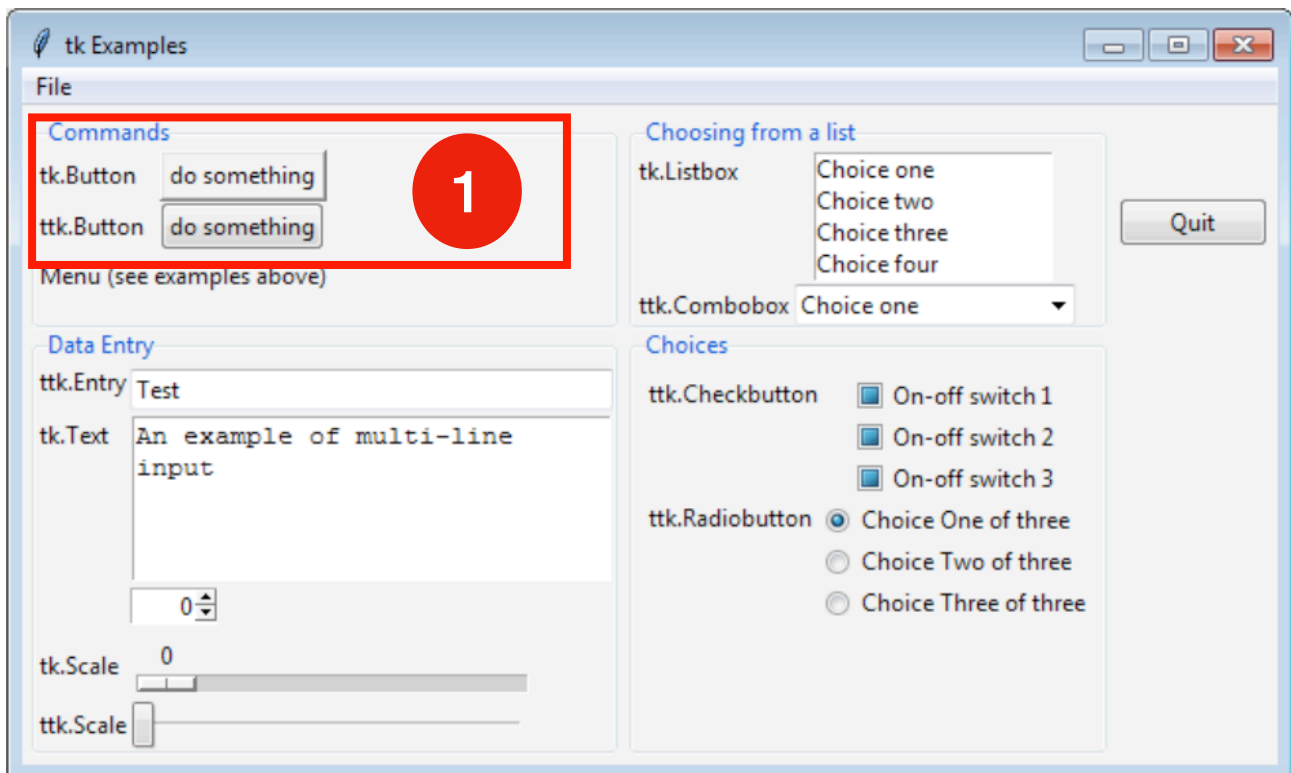 tk Examples
File
Commands
tk.Button do something
ttk.Button do something
1
Menu (see examples above)
Choosing from a list
tk.Listbox Choice one
Choice two
Choice three
Choice four
ttk.Combobox Choice one
Quit
Data Entry
ttk.Entry Test
tk.Text An example of multi-line
input
0
tk.Scale 0
ttk.Scale
Choices
ttk.Checkbutton On-off switch 1
On-off switch 2
On-off switch 3
ttk.Radiobutton Choice One of three
Choice Two of three
Choice Three of three